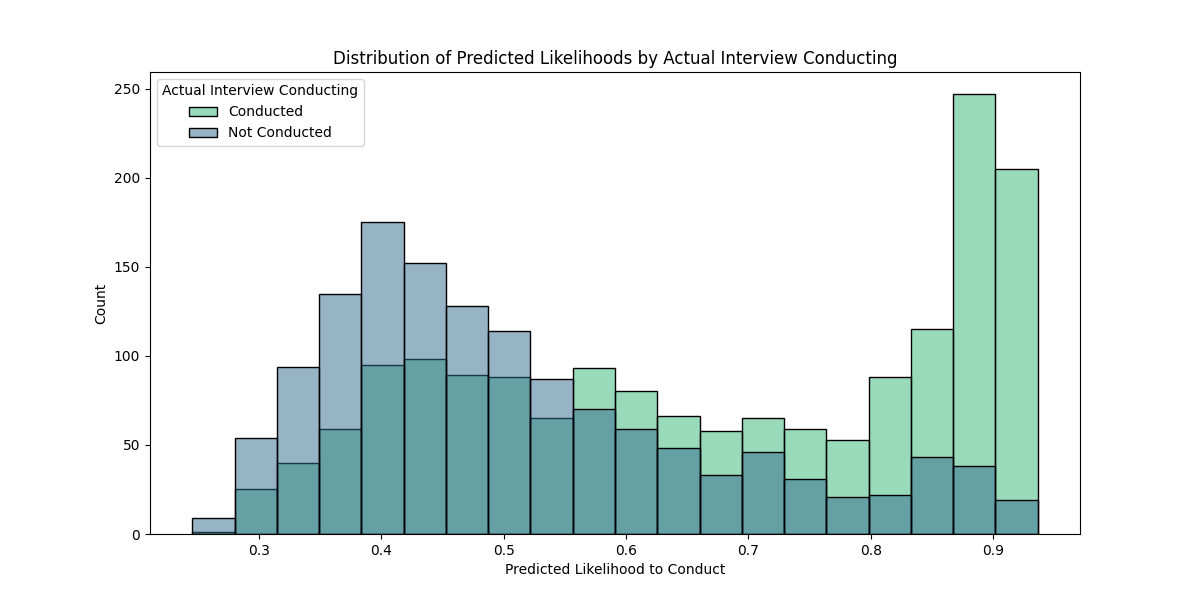 Distribution of Predicted Likelihoods by Actual Interview Conducting
Actual Interview Conducting
Conducted
Not Conducted
Count
250
200
150
100
50
0
0.3 0.4 0.5 0.6 0.7 0.8 0.9
Predicted Likelihood to Conduct